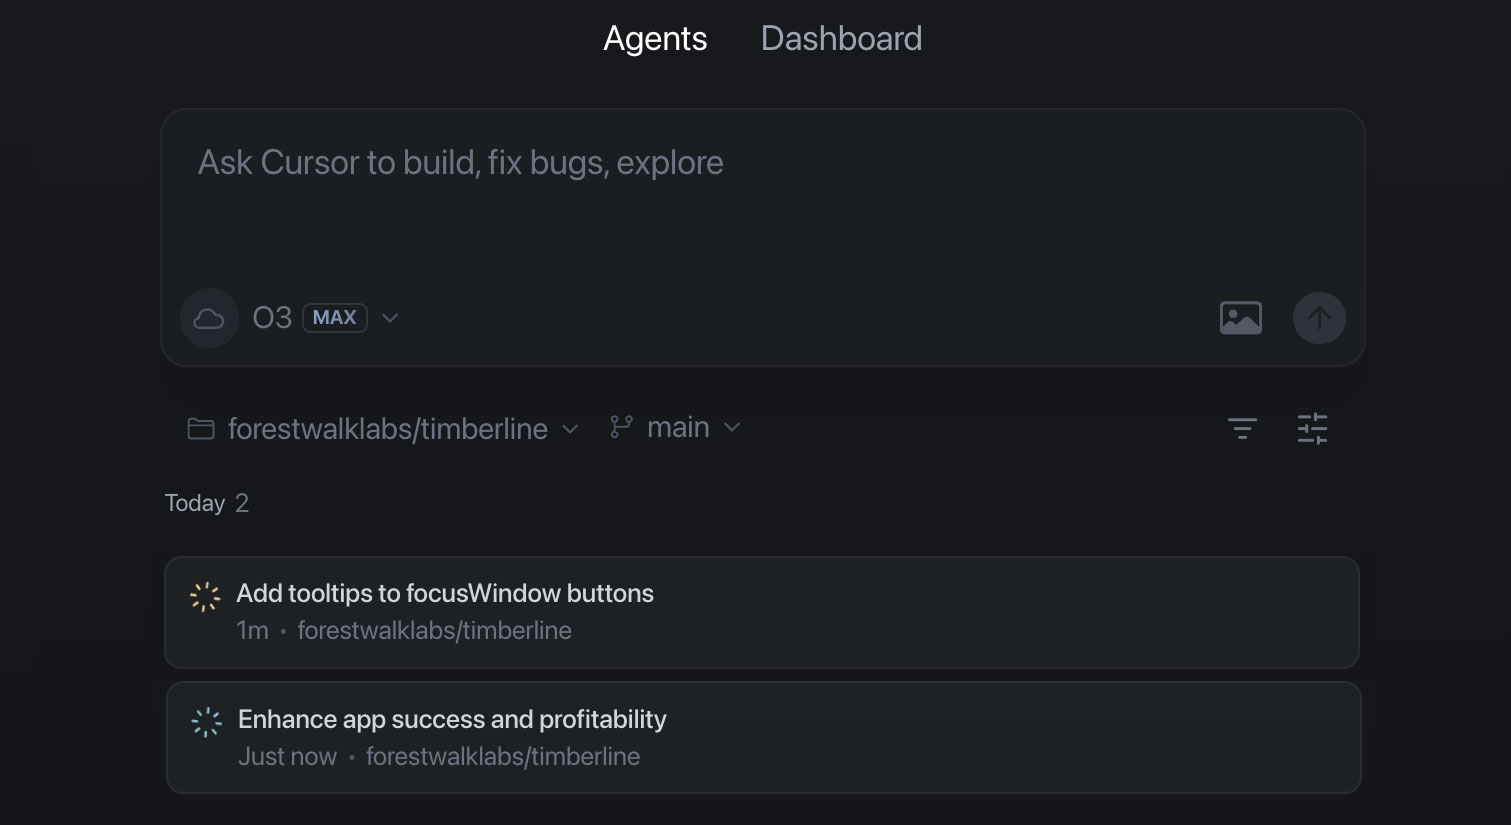 Agents Dashboard
Ask Cursor to build, fix bugs, explore
O3 MAX
forestwalklabs/timberline main
Today 2
Add tooltips to focusWindow buttons
1m • forestwalklabs/timberline
Enhance app success and profitability
Just now • forestwalklabs/timberline